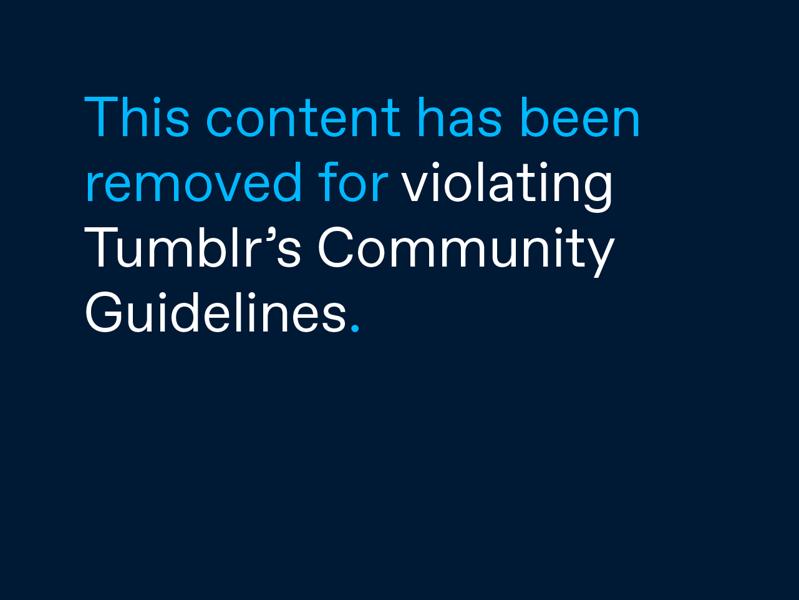 This content has been
removed for violating
Tumblr’s Community
Guidelines.